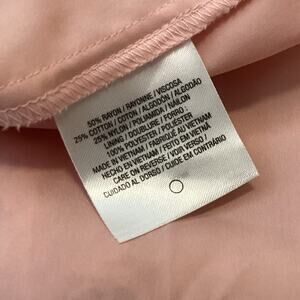 50% RAYON / RAYONNE / VISCOSA
25% COTTON / COTON / ALGODÓN / ALGODÃO
25% NYLON / POLYAMIDE / NÁILON
LINING / DOUBLURE / FORRO /
100% POLYESTER / POLIÉSTER
MADE IN VIETNAM / FABRIQUÉ AU VIETNAM /
HECHO EN VIETNAM / FEITO EM VIETNÃ
CARE ON REVERSE / VOIR VERSO /
CUIDADO AL DORSO / CUIDE EM CONTRÁRIO